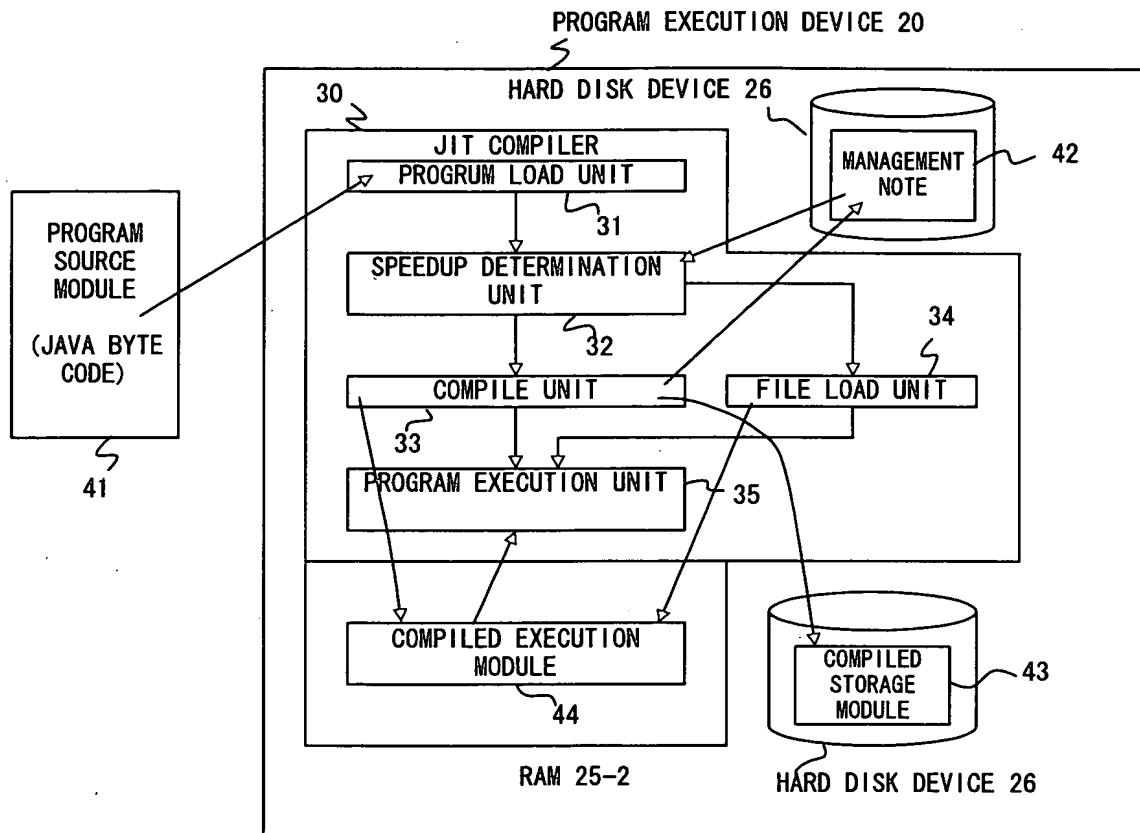 PROGRAM EXECUTION DEVICE 20
HARD DISK DEVICE 26
30
JIT COMPILER
PROGRUM LOAD UNIT
31
MANAGEMENT
NOTE
42
PROGRAM
SOURCE
MODULE
(JAVA BYTE
CODE)
41
SPEEDUP DETERMINATION
UNIT
32
34
COMPILE UNIT
33
FILE LOAD UNIT
PROGRAM EXECUTION UNIT
35
COMPILED EXECUTION
MODULE
44
COMPILED
STORAGE
MODULE
43
RAM 25-2
HARD DISK DEVICE 26